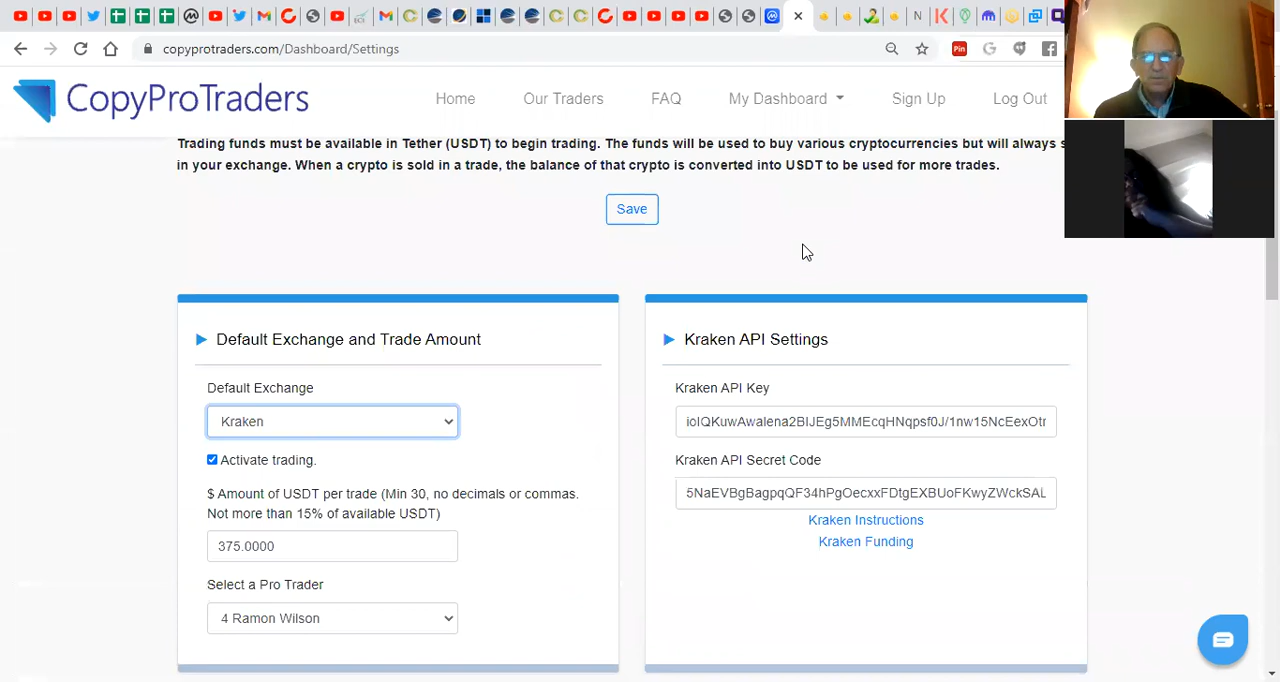 copyprotraders.com/Dashboard/Settings
Pin
CopyProTraders
Home Our Traders FAQ My Dashboard Sign Up Log Out
Trading funds must be available in Tether (USDT) to begin trading. The funds will be used to buy various cryptocurrencies but will always
in your exchange. When a crypto is sold in a trade, the balance of that crypto is converted into USDT to be used for more trades.
Save
Default Exchange and Trade Amount
Default Exchange
Kraken
Activate trading.
$ Amount of USDT per trade (Min 30, no decimals or commas.
Not more than 15% of available USDT)
375.0000
Select a Pro Trader
4 Ramon Wilson
Kraken API Settings
Kraken API Key
Kraken API Secret Code
Kraken Instructions
Kraken Funding